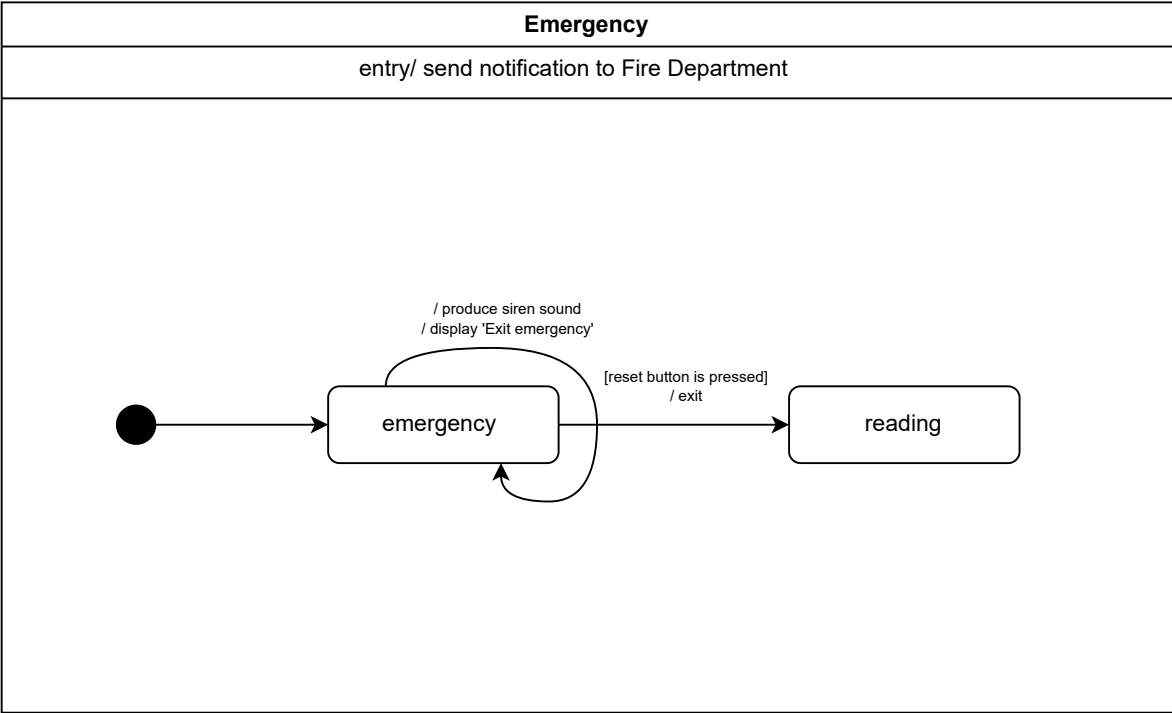 Emergency
entry/ send notification to Fire Department
/ produce siren sound
/ display 'Exit emergency'
[reset button is pressed]
/ exit
emergency
reading